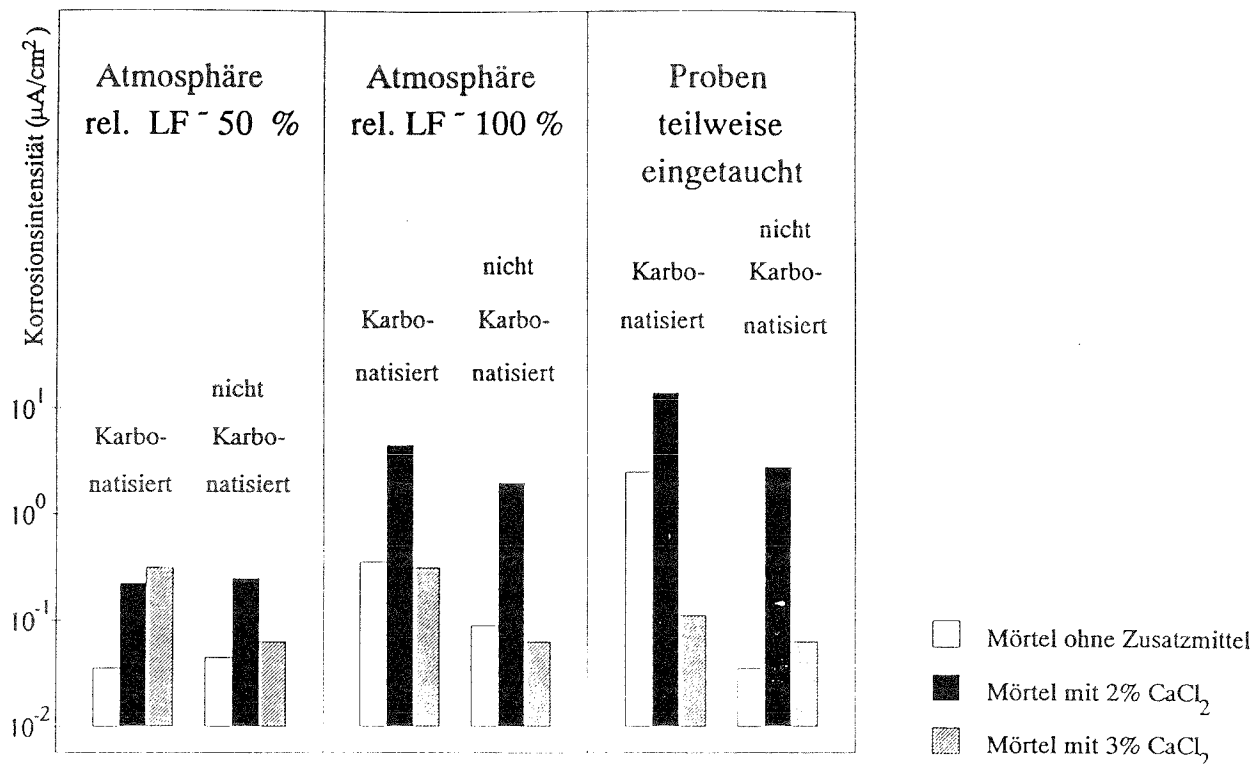 Korrosionsintensität (μA/cm²)
10¹
10⁰
10⁻¹
10⁻²
Atmosphäre
rel. LF ~ 50 %
Karbo-
natisiert
nicht
Karbo-
natisiert
Atmosphäre
rel. LF ~ 100 %
Karbo-
natisiert
nicht
Karbo-
natisiert
Proben
teilweise
eingetaucht
Karbo-
natisiert
nicht
Karbo-
natisiert
Mörtel ohne Zusatzmittel
Mörtel mit 2% CaCl₂
Mörtel mit 3% CaCl₂